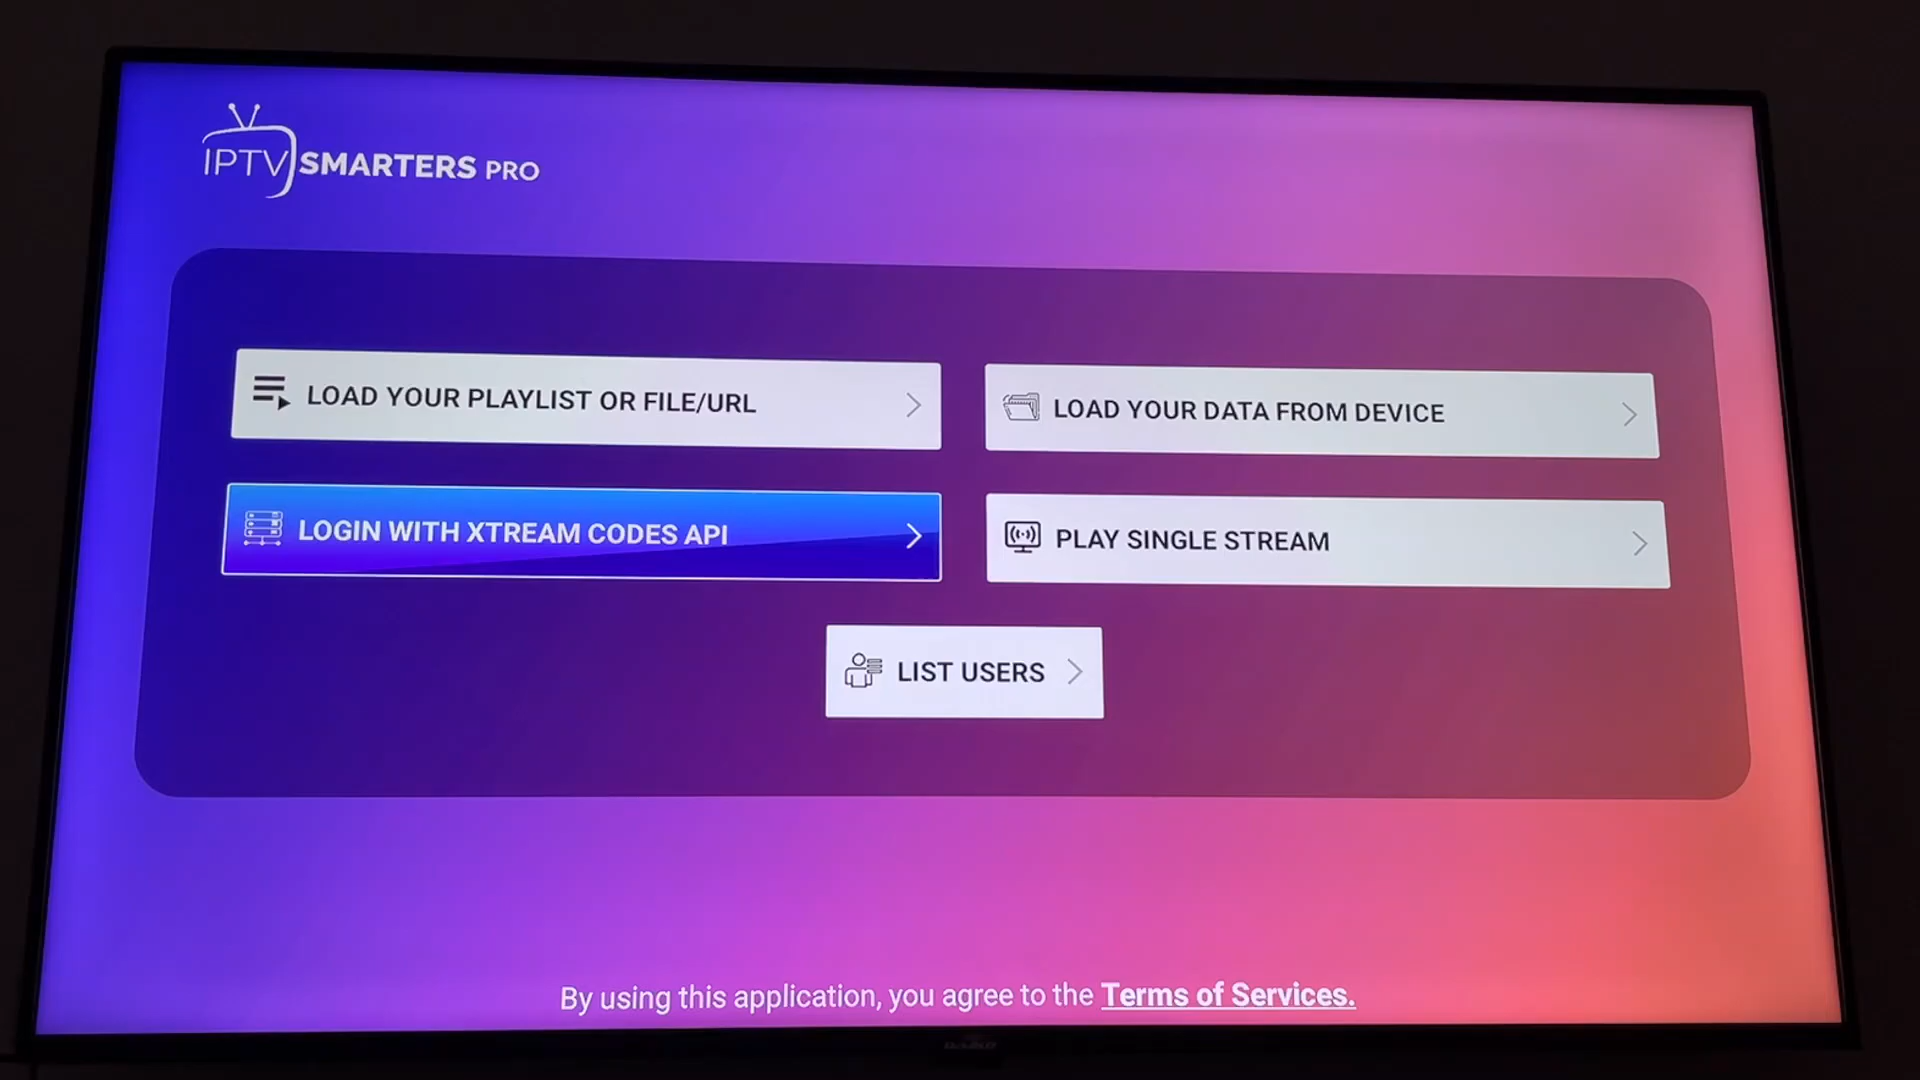 IPTV SMARTERS PRO
LOAD YOUR PLAYLIST OR FILE/URL
LOAD YOUR DATA FROM DEVICE
LOGIN WITH XTREAM CODES API
PLAY SINGLE STREAM
LIST USERS
By using this application, you agree to the Terms of Services.